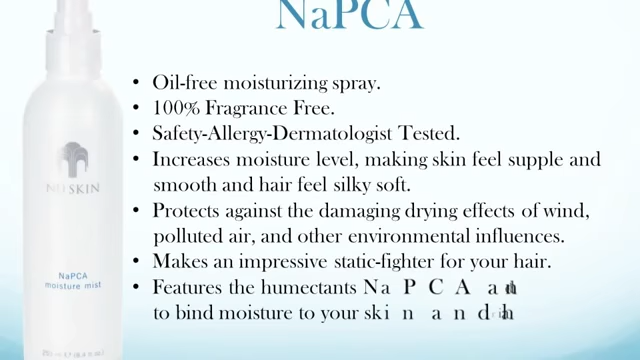 NaPCA
• Oil-free moisturizing spray.
• 100% Fragrance Free.
• Safety-Allergy-Dermatologist Tested.
• Increases moisture level, making skin feel supple and
smooth and hair feel silky soft.
• Protects against the damaging drying effects of wind,
polluted air, and other environmental influences.
• Makes an impressive static-fighter for your hair.
• Features the humectants Na P C A
to bind moisture to your skin and
NU SKIN
NaPCA
moisture mist